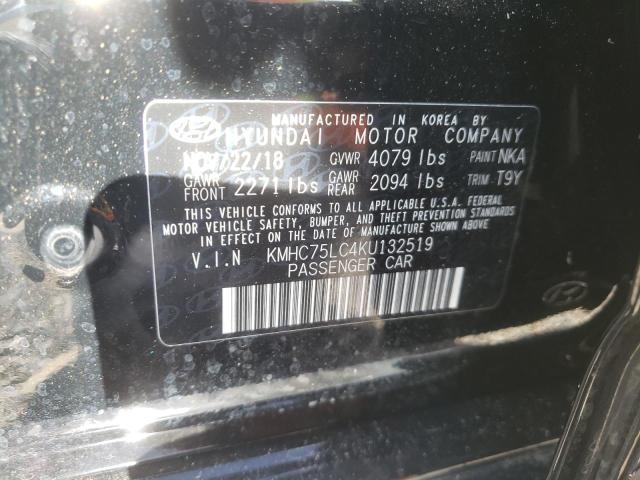 MANUFACTURED IN KOREA BY
HYUNDAI MOTOR COMPANY
NOV/22/18 GVWR 4079 lbs PAINT NKA
GAWR FRONT 2271 lbs GAWR REAR 2094 lbs TRIM T9Y
THIS VEHICLE CONFORMS TO ALL APPLICABLE U.S.A. FEDERAL
MOTOR VEHICLE SAFETY, BUMPER, AND THEFT PREVENTION STANDARDS
IN EFFECT ON THE DATE OF MANUFACTURE SHOWN ABOVE
V.I.N KMHC75LC4KU132519
PASSENGER CAR